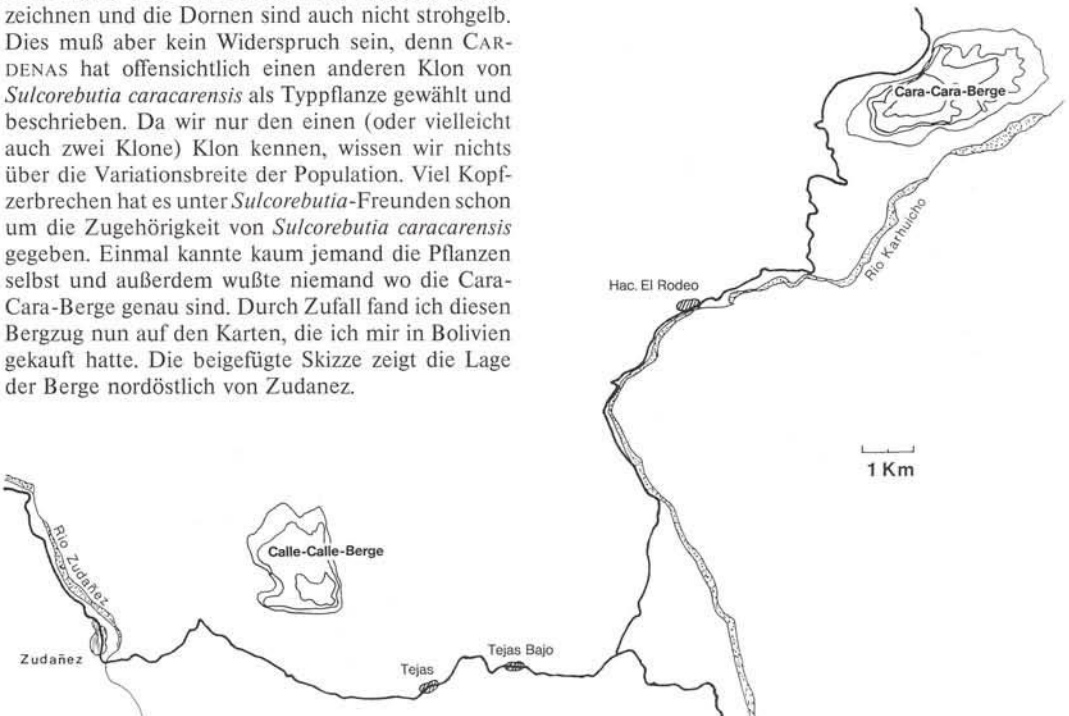 zeichnen und die Dornen sind auch nicht strohgelb.
Dies muß aber kein Widerspruch sein, denn CAR-
DENAS hat offensichtlich einen anderen Klon von
Sulcorebutia caracarensis als Typpflanze gewählt und
beschrieben. Da wir nur den einen (oder vielleicht
auch zwei Klone) Klon kennen, wissen wir nichts
über die Variationsbreite der Population. Viel Kopf-
zerbrechen hat es unter Sulcorebutia-Freunden schon
um die Zugehörigkeit von Sulcorebutia caracarensis
gegeben. Einmal kannte kaum jemand die Pflanzen
selbst und außerdem wußte niemand wo die Cara-
Cara-Berge genau sind. Durch Zufall fand ich diesen
Bergzug nun auf den Karten, die ich mir in Bolivien
gekauft hatte. Die beigefügte Skizze zeigt die Lage
der Berge nordöstlich von Zudanez.
Cara-Cara-Berge
Rio Karhuicho
Hac. El Rodeo
1 Km
Calle-Calle-Berge
Rio Zudañez
Zudañez
Tejas
Tejas Bajo